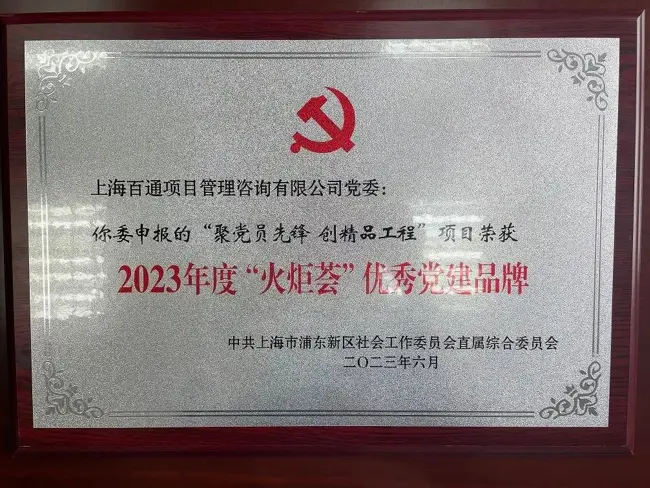 上海百通项目管理咨询有限公司党委：
你委申报的“聚党员先锋 创精品工程”项目荣获
2023年度“火炬荟”优秀党建品牌
中共上海市浦东新区社会工作委员会直属综合委员会
二〇二三年六月